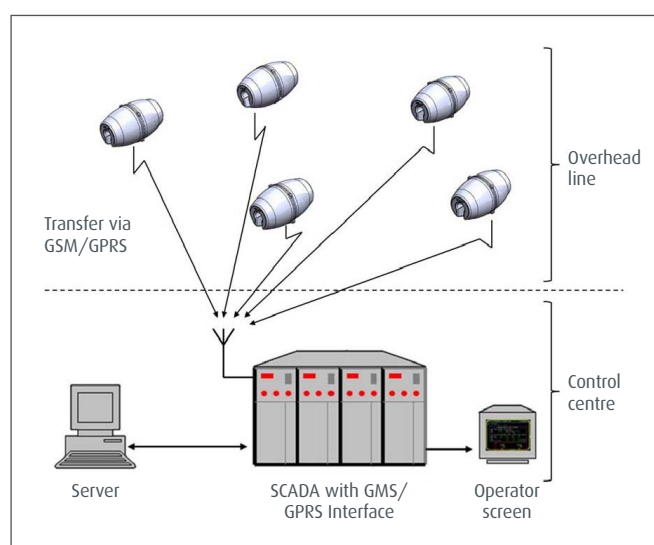 Overhead
line
Transfer via
GSM/GPRS
Control
centre
Server
SCADA with GMS/
GPRS Interface
Operator
screen